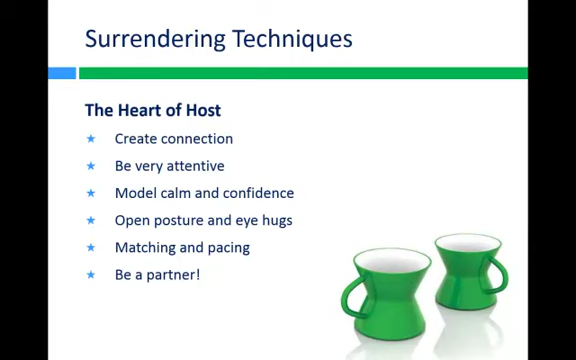 Surrendering Techniques
The Heart of Host
Create connection
Be very attentive
Model calm and confidence
Open posture and eye hugs
Matching and pacing
Be a partner!